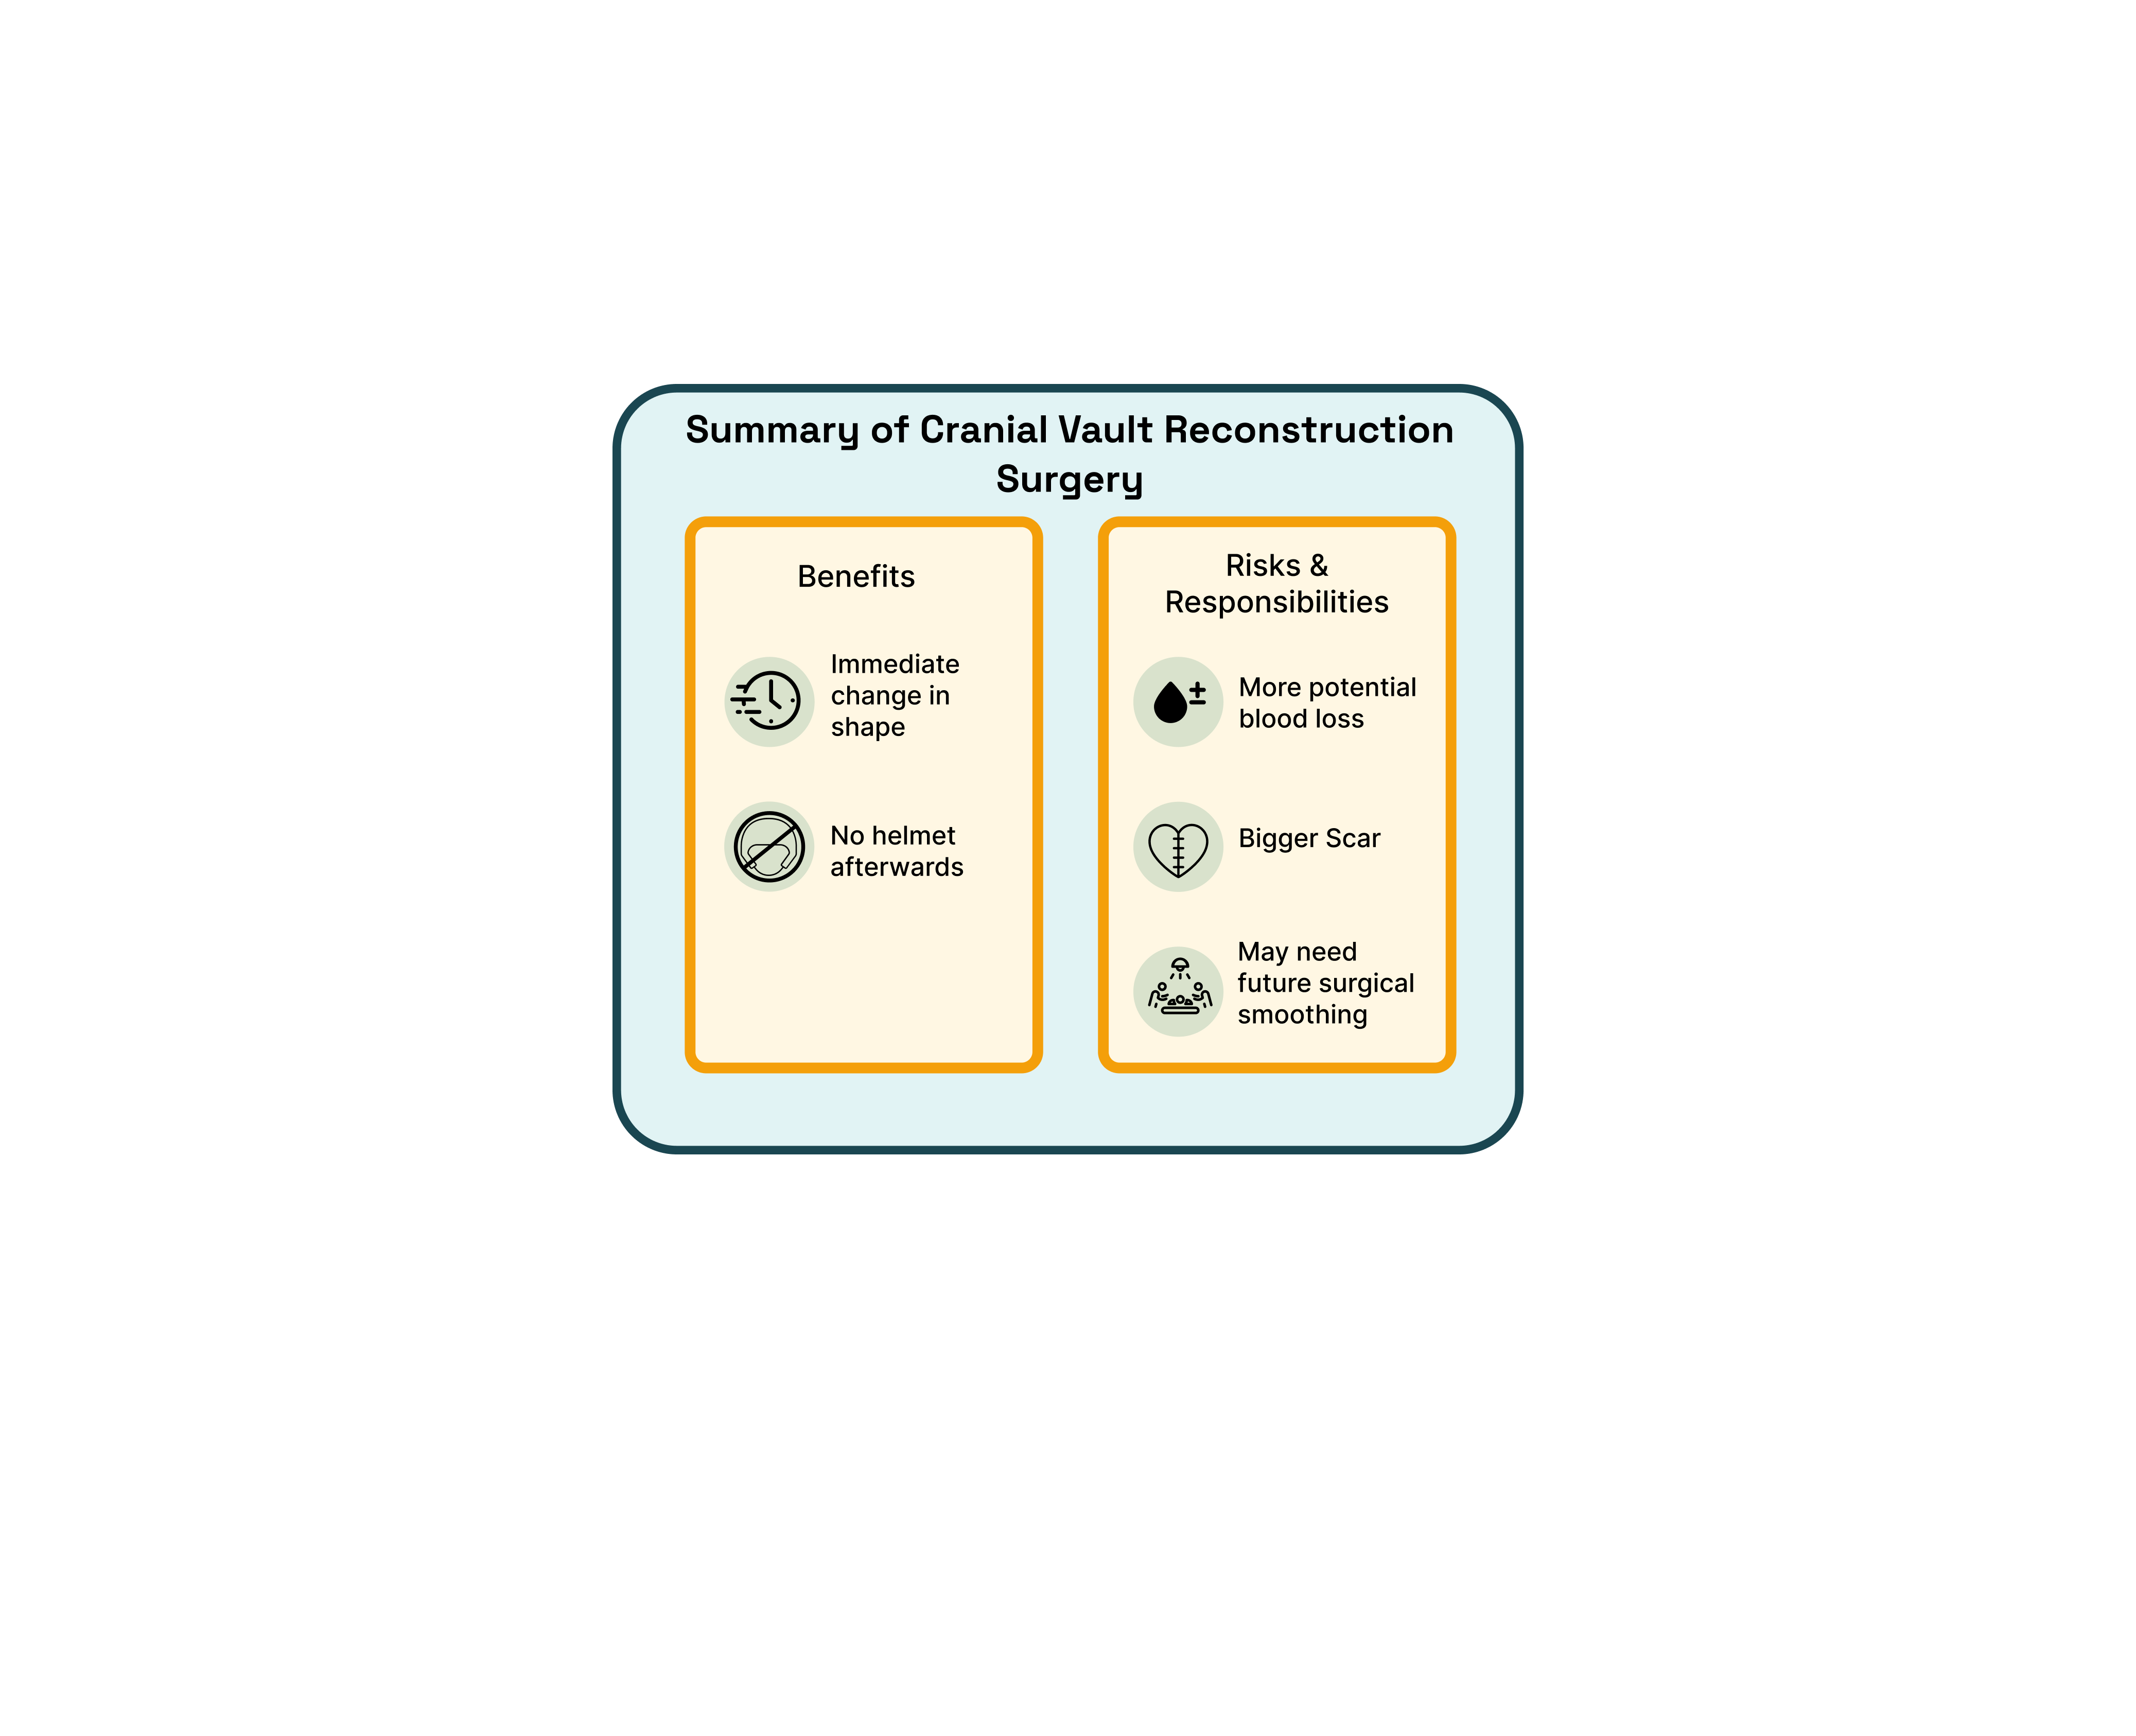 Summary of Cranial Vault Reconstruction
Surgery
Benefits
Immediate
change in
shape
No helmet
afterwards
Risks &
Responsibilities
More potential
blood loss
Bigger Scar
May need
future surgical
smoothing